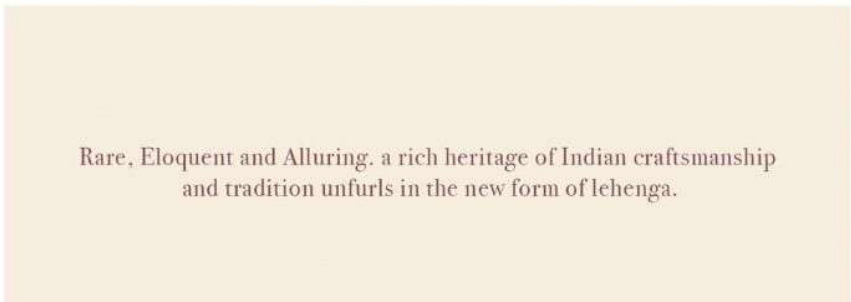 Rare, Eloquent and Alluring. a rich heritage of Indian craftsmanship
and tradition unfurls in the new form of lehenga.